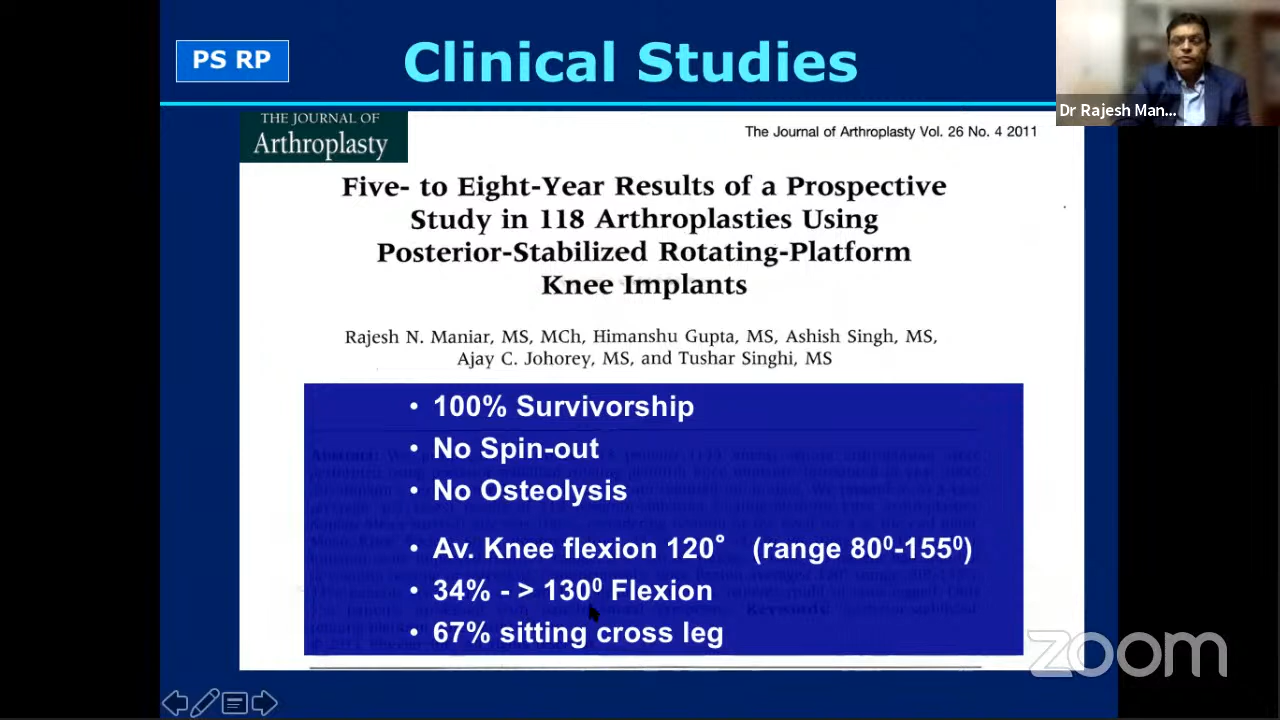 PS RP
Clinical Studies
Dr Rajesh Man...
THE JOURNAL OF
Arthroplasty
The Journal of Arthroplasty Vol. 26 No. 4 2011
Five- to Eight-Year Results of a Prospective
Study in 118 Arthroplasties Using
Posterior-Stabilized Rotating-Platform
Knee Implants
Rajesh N. Maniar, MS, MCh, Himanshu Gupta, MS, Ashish Singh, MS,
Ajay C. Johorey, MS, and Tushar Singhi, MS
• 100% Survivorship
• No Spin-out
• No Osteolysis
• Av. Knee flexion 120° (range 80⁰-155⁰)
• 34% - > 130⁰ Flexion
• 67% sitting cross leg
zoom